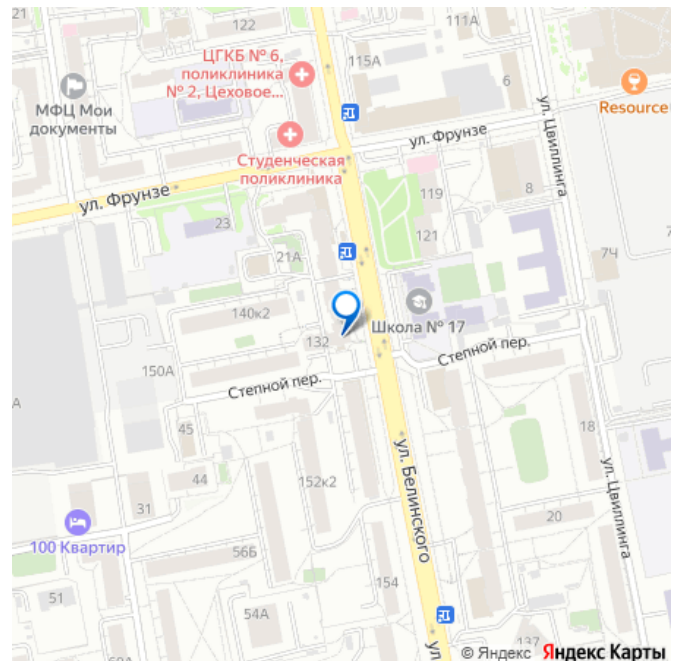 122
111А
ЦГКБ № 6,
поликлиника
№ 2, Цеховое...
115А
6
МФЦ Мои
документы
Resource
ул. Цвиллинга
ул. Фрунзе
Студенческая
поликлиника
ул. Фрунзе
119
8
23
121
21А
7Ч
140к2
Школа № 17
132
Степной пер.
150А
Степной пер.
45
18
ул. Белинского
44
152к2
ул. Цвиллинга
31
20
100 Квартир
56Б
154
54А
137
51
ул
© Яндекс Яндекс Карты